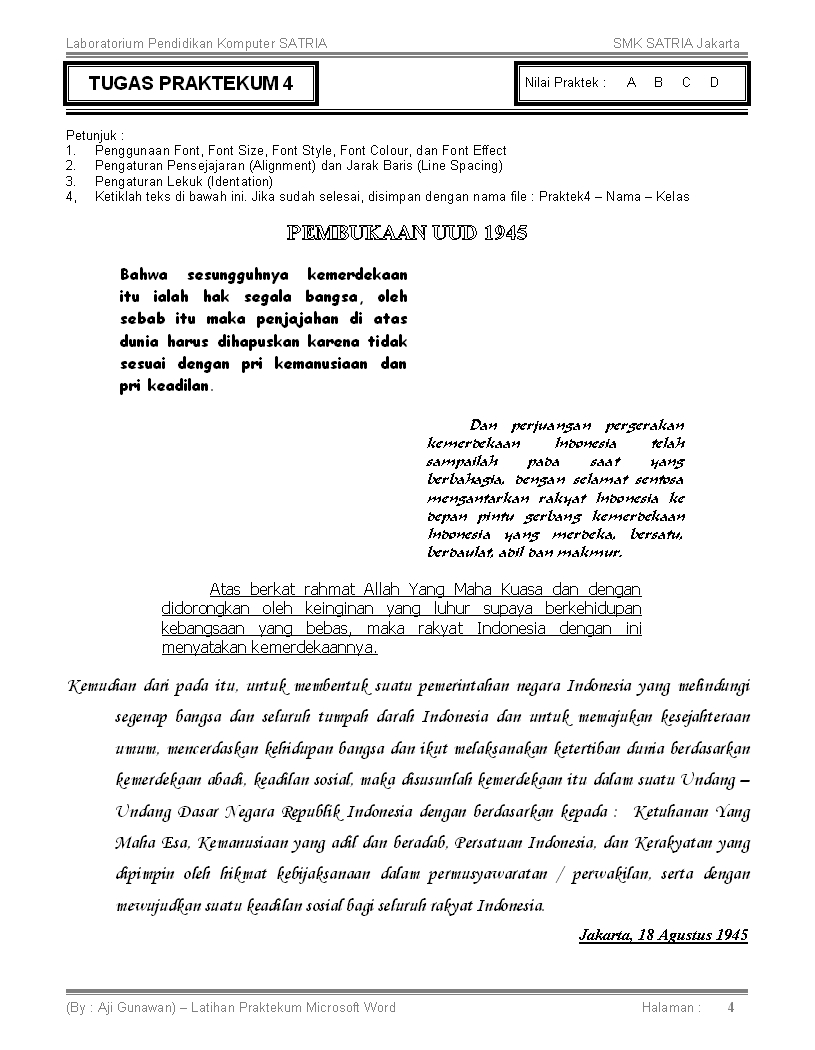 Laboratorium Pendidikan Komputer SATRIA SMK SATRIA Jakarta
TUGAS PRAKTEKUM 4
Nilai Praktek : A B C D
Petunjuk :
1. Penggunaan Font, Font Size, Font Style, Font Colour, dan Font Effect
2. Pengaturan Pensejajaran (Alignment) dan Jarak Baris (Line Spacing)
3. Pengaturan Lekuk (Identation)
4, Ketiklah teks di bawah ini. Jika sudah selesai, disimpan dengan nama file : Praktek4 – Nama – Kelas
PEMBUKAAN UUD 1945
Bahwa sesungguhnya kemerdekaan
itu ialah hak segala bangsa, oleh
sebab itu maka penjajahan di atas
dunia harus dihapuskan karena tidak
sesuai dengan pri kemanusiaan dan
pri keadilan.
Dan perjuangan pergerakan
kemerdekaan Indonesia telah
sampailah pada saat yang
berbahagia, dengan selamat sentosa
mengantarkan rakyat Indonesia ke
depan pintu gerbang kemerdekaan
Indonesia yang merdeka, bersatu,
berdaulat, adil dan makmur.
Atas berkat rahmat Allah Yang Maha Kuasa dan dengan
didorongkan oleh keinginan yang luhur supaya berkehidupan
kebangsaan yang bebas, maka rakyat Indonesia dengan ini
menyatakan kemerdekaannya.
Kemudian dari pada itu, untuk membentuk suatu pemerintahan negara Indonesia yang melindungi
segenap bangsa dan seluruh tumpah darah Indonesia dan untuk memajukan kesejahteraan
umum, mencerdaskan kehidupan bangsa dan ikut melaksanakan ketertiban dunia berdasarkan
kemerdekaan abadi, keadilan sosial, maka disusunlah kemerdekaan itu dalam suatu Undang –
Undang Dasar Negara Republik Indonesia dengan berdasarkan kepada : Ketuhanan Yang
Maha Esa, Kemanusiaan yang adil dan beradab, Persatuan Indonesia, dan Kerakyatan yang
dipimpin oleh hikmat kebijaksanaan dalam permusyawaratan / perwakilan, serta dengan
mewujudkan suatu keadilan sosial bagi seluruh rakyat Indonesia.
Jakarta, 18 Agustus 1945
(By : Aji Gunawan) – Latihan Praktekum Microsoft Word Halaman : 4